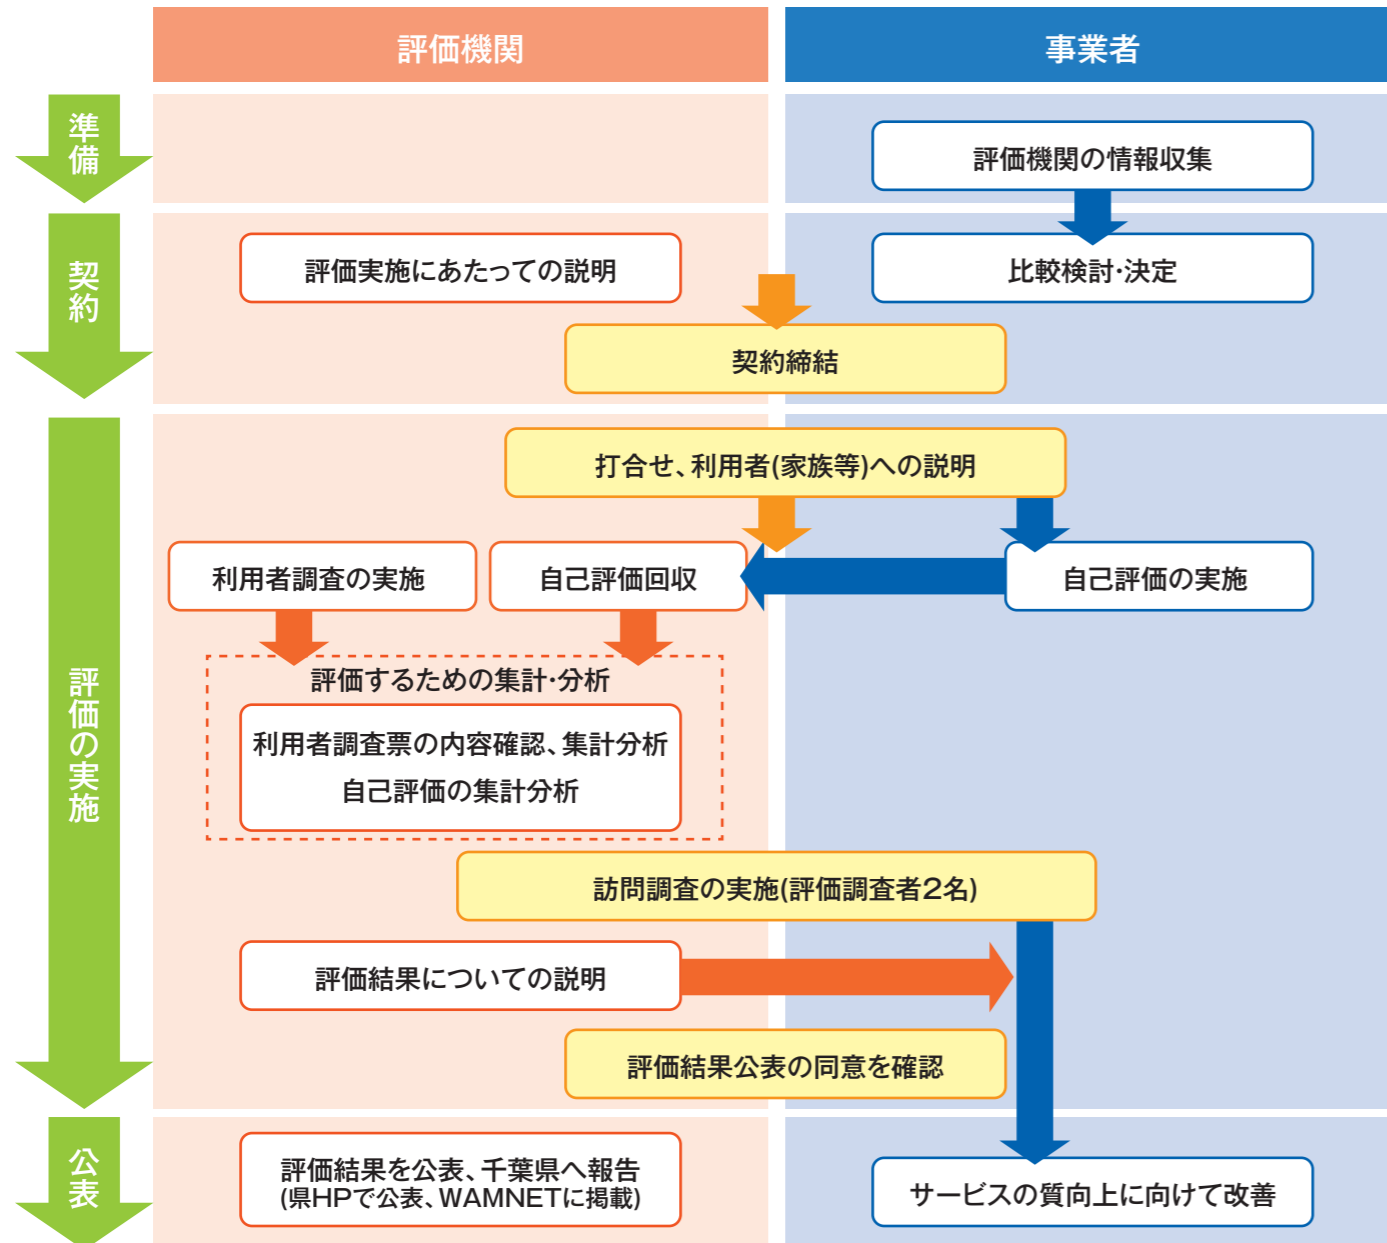 評価機関
事業者
準備
評価機関の情報収集
契約
評価実施にあたっての説明
比較検討・決定
契約締結
評価の実施
打合せ、利用者(家族等)への説明
利用者調査の実施
自己評価回収
自己評価の実施
評価するための集計・分析
利用者調査票の内容確認、集計分析
自己評価の集計分析
訪問調査の実施(評価調査者2名)
評価結果についての説明
評価結果公表の同意を確認
公表
評価結果を公表、千葉県へ報告
(県HPで公表、WAMNETに掲載)
サービスの質向上に向けて改善